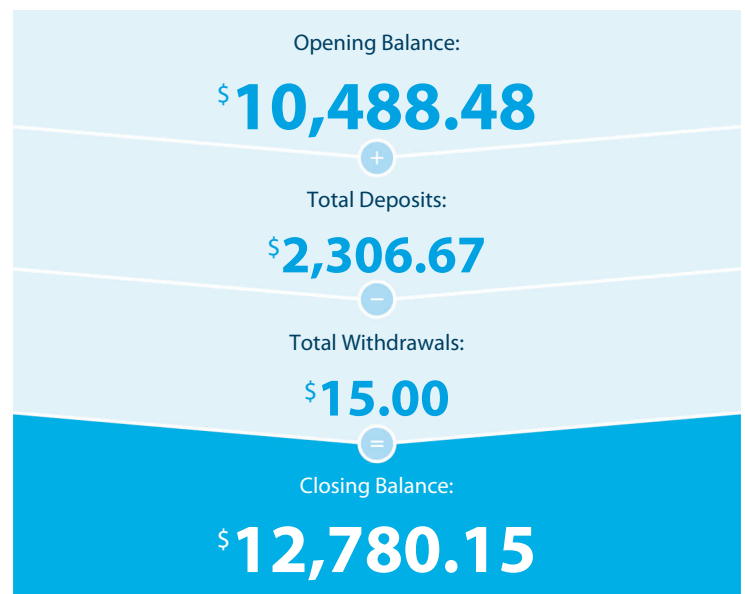 Opening Balance:
$10,488.48
+
Total Deposits:
$2,306.67
−
Total Withdrawals:
$15.00
=
Closing Balance:
$12,780.15